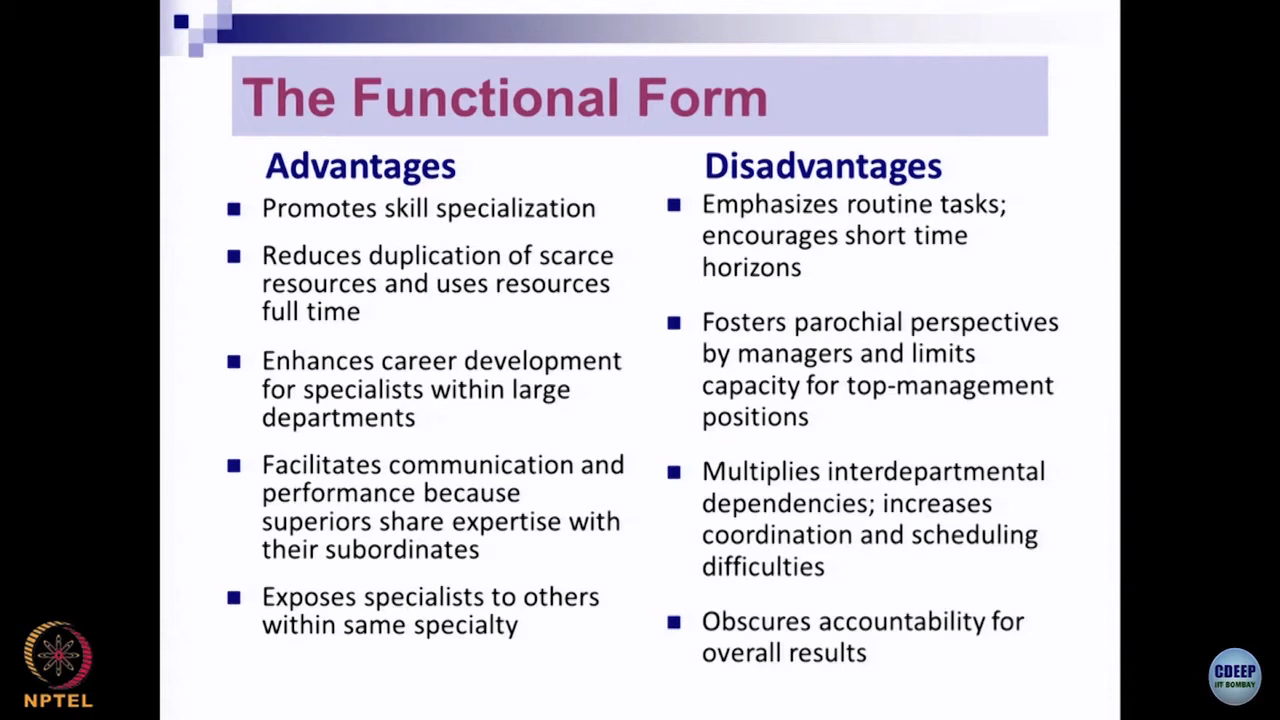 The Functional Form
Advantages
Promotes skill specialization
Reduces duplication of scarce
resources and uses resources
full time
Enhances career development
for specialists within large
departments
Facilitates communication and
performance because
superiors share expertise with
their subordinates
Exposes specialists to others
within same specialty
Disadvantages
Emphasizes routine tasks;
encourages short time
horizons
Fosters parochial perspectives
by managers and limits
capacity for top-management
positions
Multiplies interdepartmental
dependencies; increases
coordination and scheduling
difficulties
Obscures accountability for
overall results
NPTEL
CDEEP
IIT BOMBAY